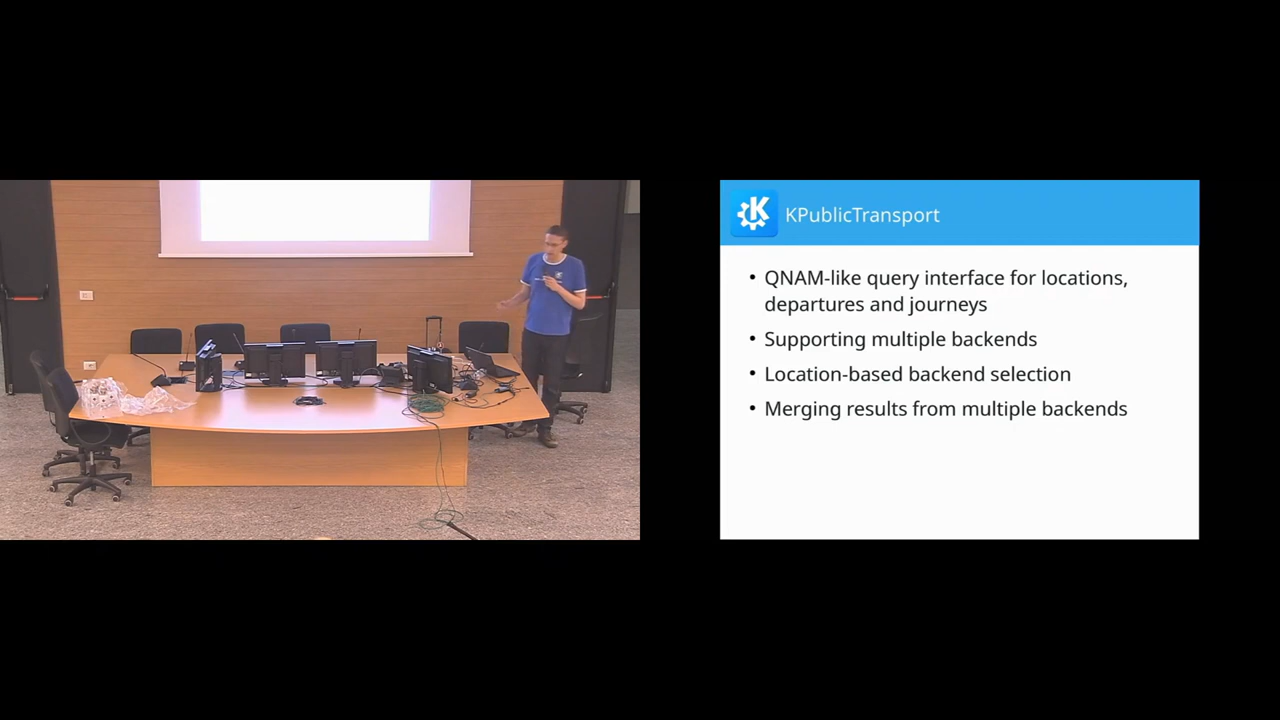 KPublicTransport
• QNAM-like query interface for locations,
departures and journeys
• Supporting multiple backends
• Location-based backend selection
• Merging results from multiple backends